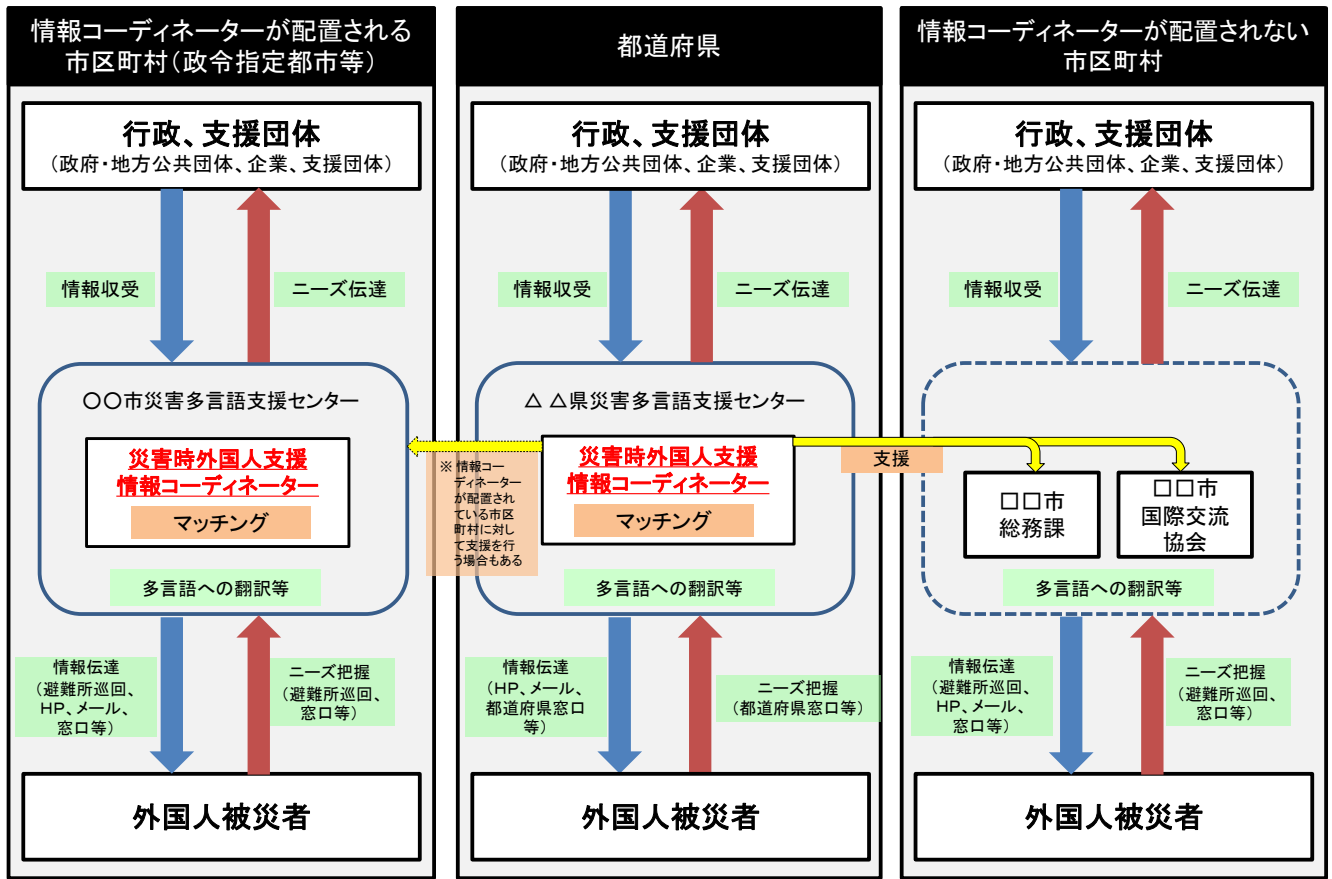 情報コーディネーターが配置される
市区町村(政令指定都市等)
行政、支援団体
(政府・地方公共団体、企業、支援団体)
情報収受
ニーズ伝達
〇〇市災害多言語支援センター
災害時外国人支援
情報コーディネーター
マッチング
多言語への翻訳等
情報伝達
(避難所巡回、
HP、メール、
窓口等)
ニーズ把握
(避難所巡回、
窓口等)
外国人被災者
※ 情報コー
ディネーター
が配置され
ている市区
町村に対し
て支援を行
う場合もある
都道府県
行政、支援団体
(政府・地方公共団体、企業、支援団体)
情報収受
ニーズ伝達
△ △県災害多言語支援センター
災害時外国人支援
情報コーディネーター
マッチング
多言語への翻訳等
情報伝達
(HP、メール、
都道府県窓口
等)
ニーズ把握
(都道府県窓口等)
外国人被災者
支援
情報コーディネーターが配置されない
市区町村
行政、支援団体
(政府・地方公共団体、企業、支援団体)
情報収受
ニーズ伝達
□□市
総務課
□□市
国際交流
協会
多言語への翻訳等
情報伝達
(避難所巡回、
HP、メール、
窓口等)
ニーズ把握
(避難所巡回、
窓口等)
外国人被災者